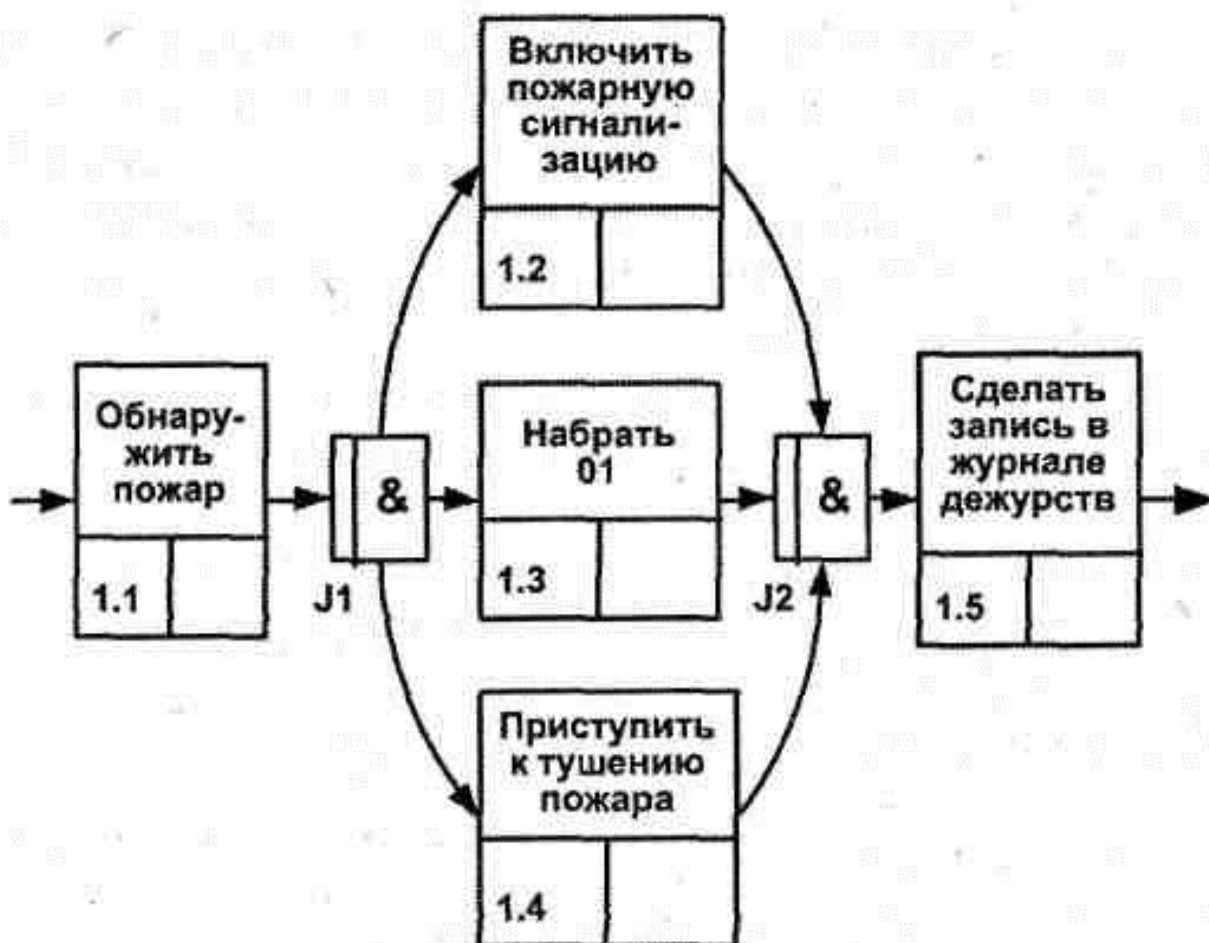 Включить
пожарную
сигнали-
зацию
1.2
Обнару-
жить
пожар
1.1
&
J1
Набрать
01
1.3
&
J2
Сделать
запись в
журнале
дежурств
1.5
Приступить
к тушению
пожара
1.4